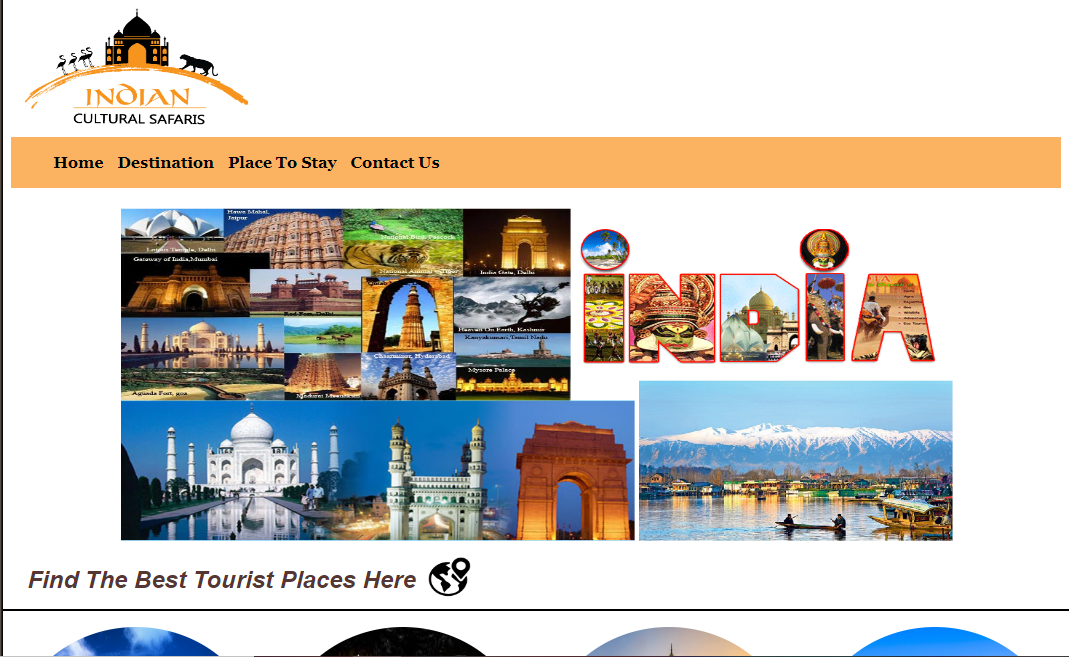 INDIAN
CULTURAL SAFARIS
Home Destination Place To Stay Contact Us
Hawa Mahal,
Jaipur
Lotus Temple, Delhi
National Bird, Peacock
Gateway of India,Mumbai
National Animal, Tiger
India Gate, Delhi
Red Fort, Delhi
Heaven On Earth, Kashmir
Kanyakumari,Tamil Nadu
Charminar, Hyderabad
Mysore Palace
Aguada Fort, goa
INDIA
Find The Best Tourist Places Here